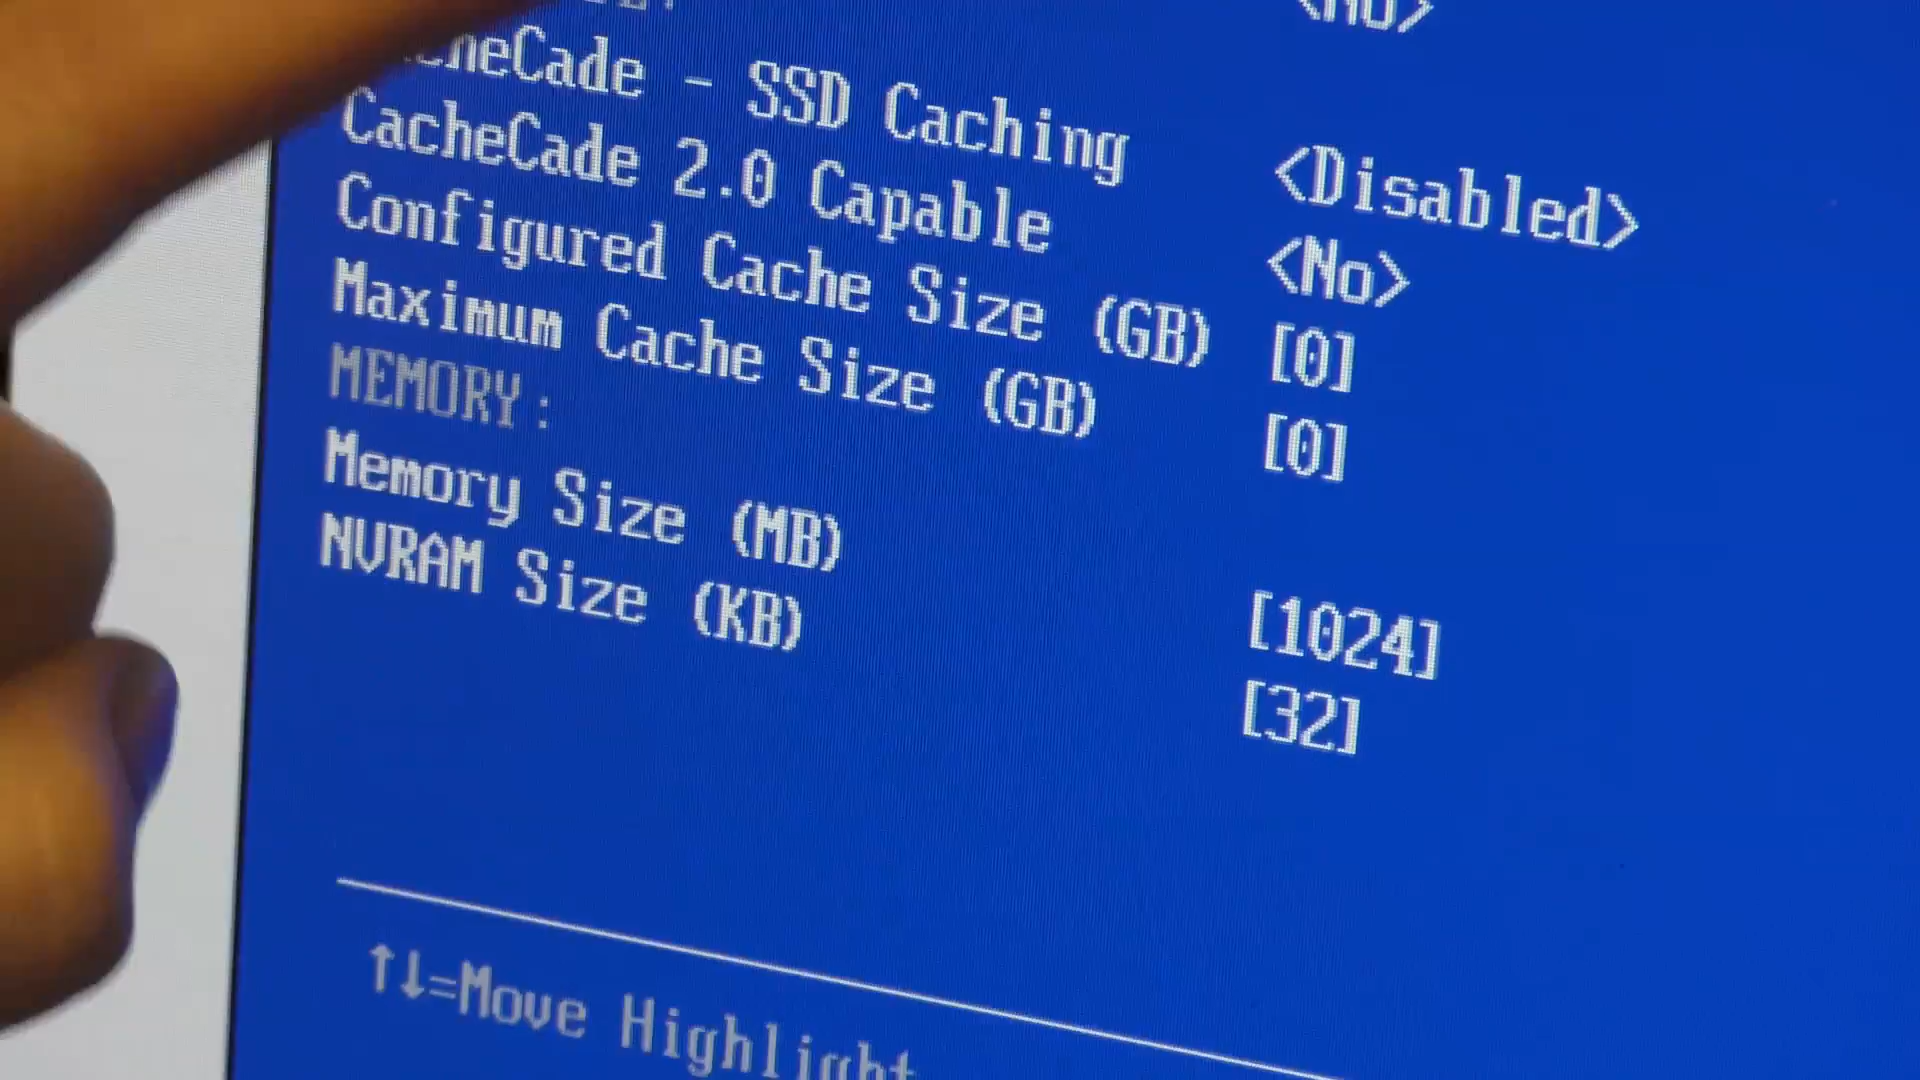 <No>
CacheCade - SSD Caching <Disabled>
CacheCade 2.0 Capable <No>
Configured Cache Size (GB) [0]
Maximum Cache Size (GB) [0]
MEMORY:
Memory Size (MB) [1024]
NVRAM Size (KB) [32]
↑↓=Move Highlight